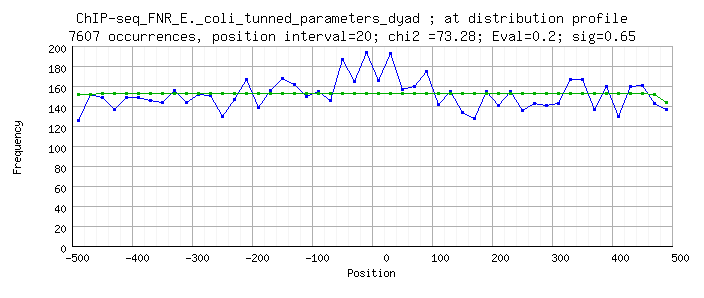 ChIP-seq_FNR_E._coli_tunned_parameters_dyad ; at distribution profile
7607 occurrences, position interval=20; chi2 =73.28; Eval=0.2; sig=0.65
200
180
160
140
120
100
80
60
40
20
0
Frequency
-500 -400 -300 -200 -100 0 100 200 300 400 500
Position